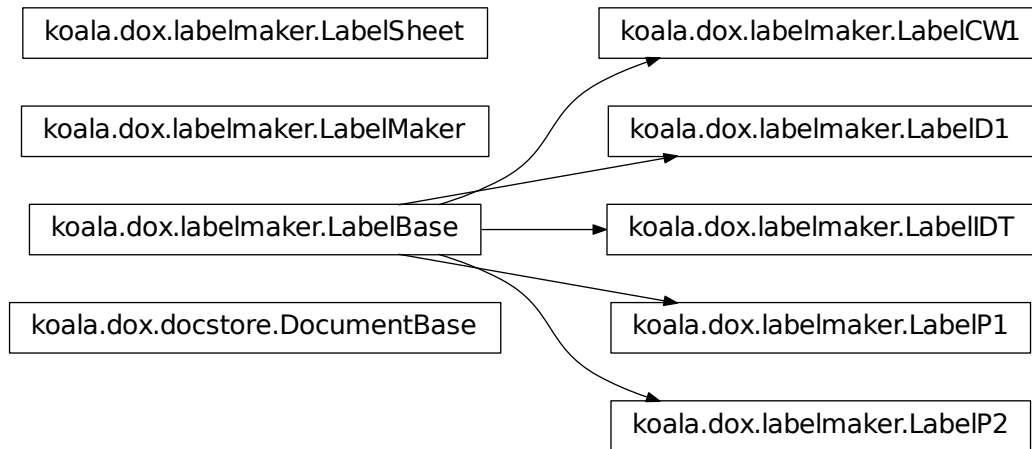 koala.dox.labelmaker.LabelSheet
koala.dox.labelmaker.LabelCW1
koala.dox.labelmaker.LabelMaker
koala.dox.labelmaker.LabelD1
koala.dox.labelmaker.LabelBase
koala.dox.labelmaker.LabelIDT
koala.dox.docstore.DocumentBase
koala.dox.labelmaker.LabelP1
koala.dox.labelmaker.LabelP2